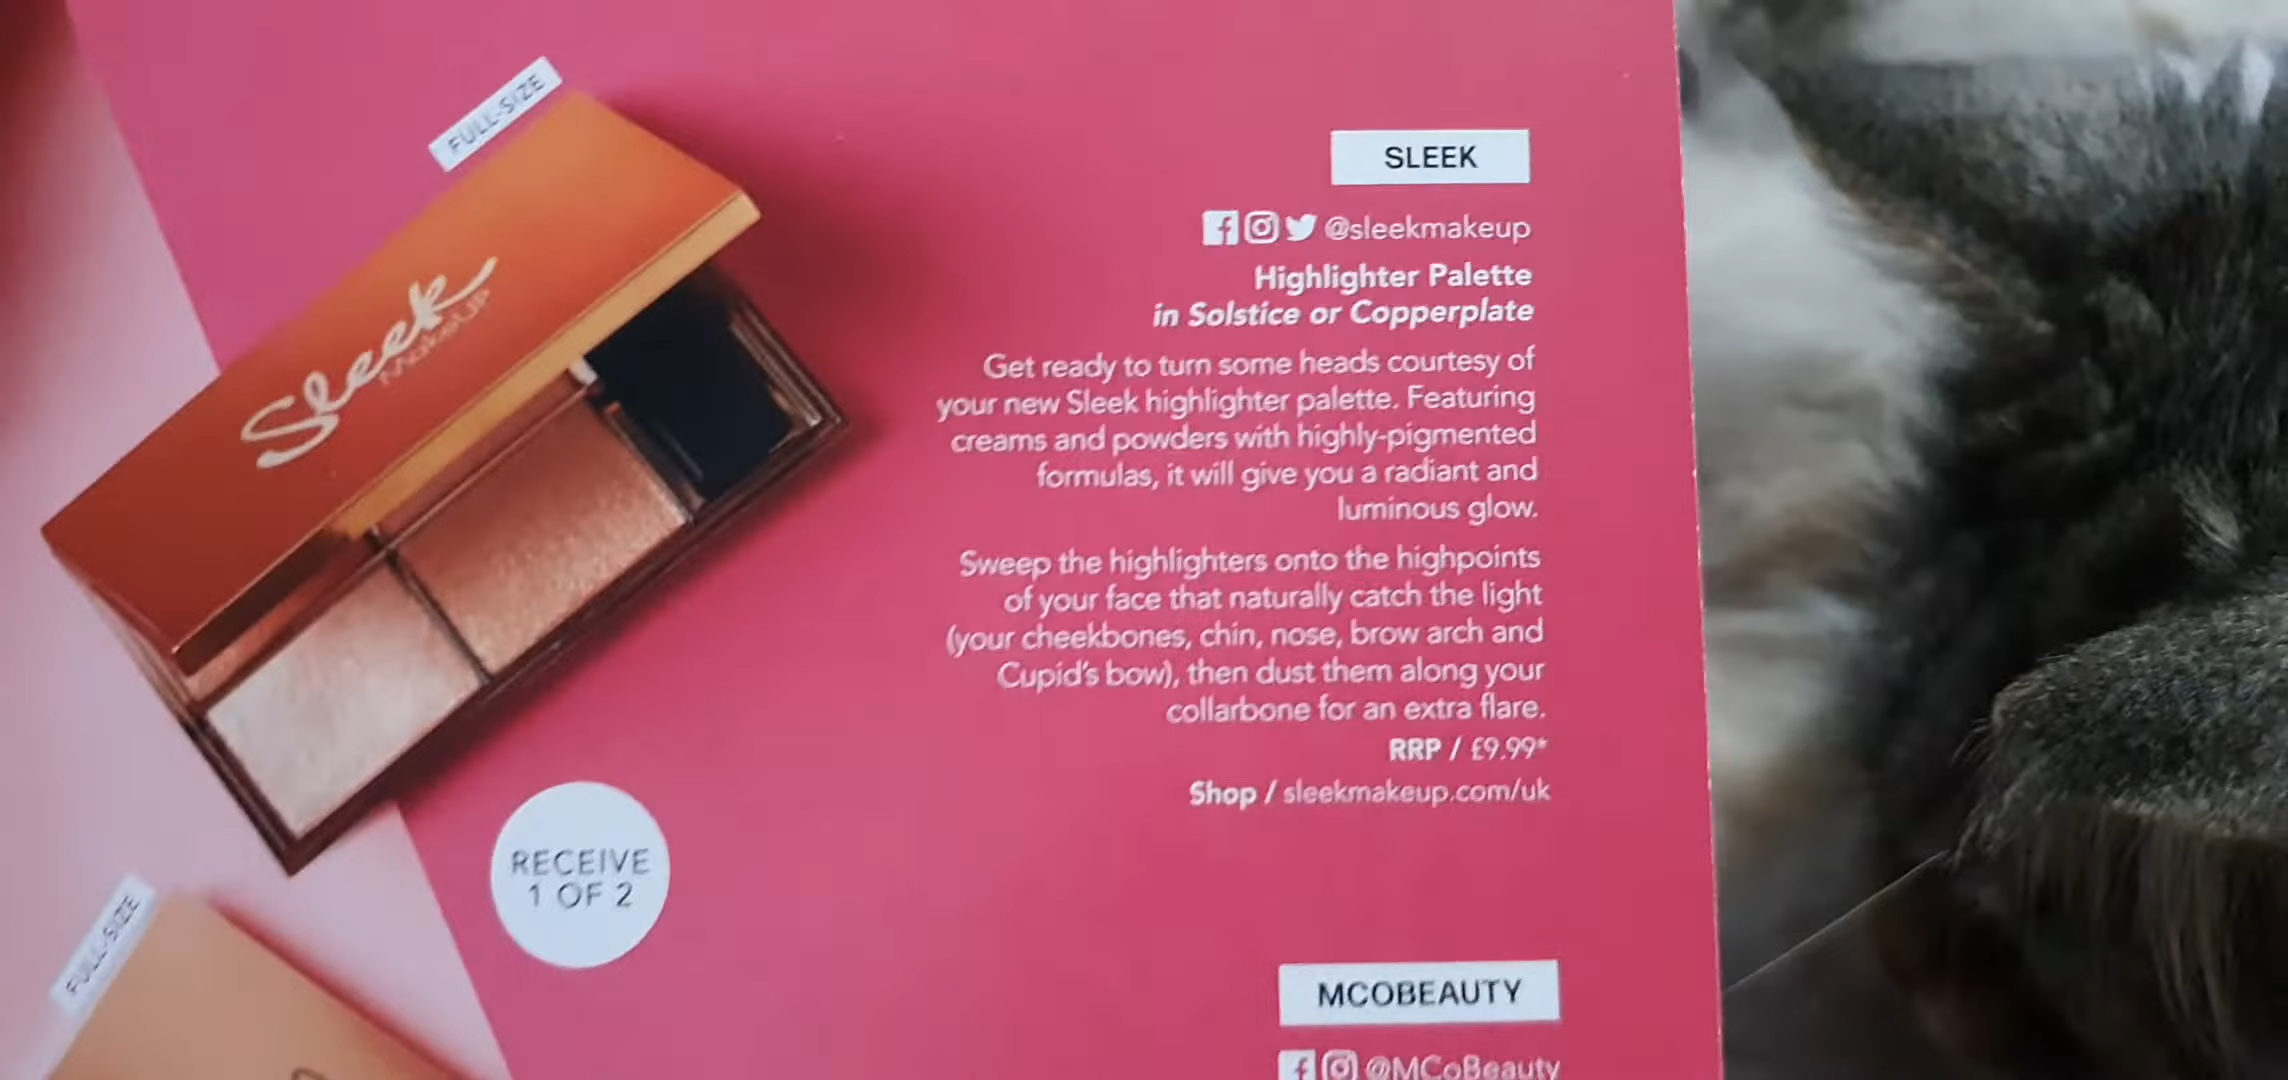 FULL-SIZE
Sleek
MakeUP
SLEEK
@sleekmakeup
Highlighter Palette
in Solstice or Copperplate
Get ready to turn some heads courtesy of
your new Sleek highlighter palette. Featuring
creams and powders with highly-pigmented
formulas, it will give you a radiant and
luminous glow.
Sweep the highlighters onto the highpoints
of your face that naturally catch the light
(your cheekbones, chin, nose, brow arch and
Cupid's bow), then dust them along your
collarbone for an extra flare.
RRP / £9.99*
Shop / sleekmakeup.com/uk
RECEIVE
1 OF 2
FULL-SIZE
MCOBEAUTY
@MCoBeauty